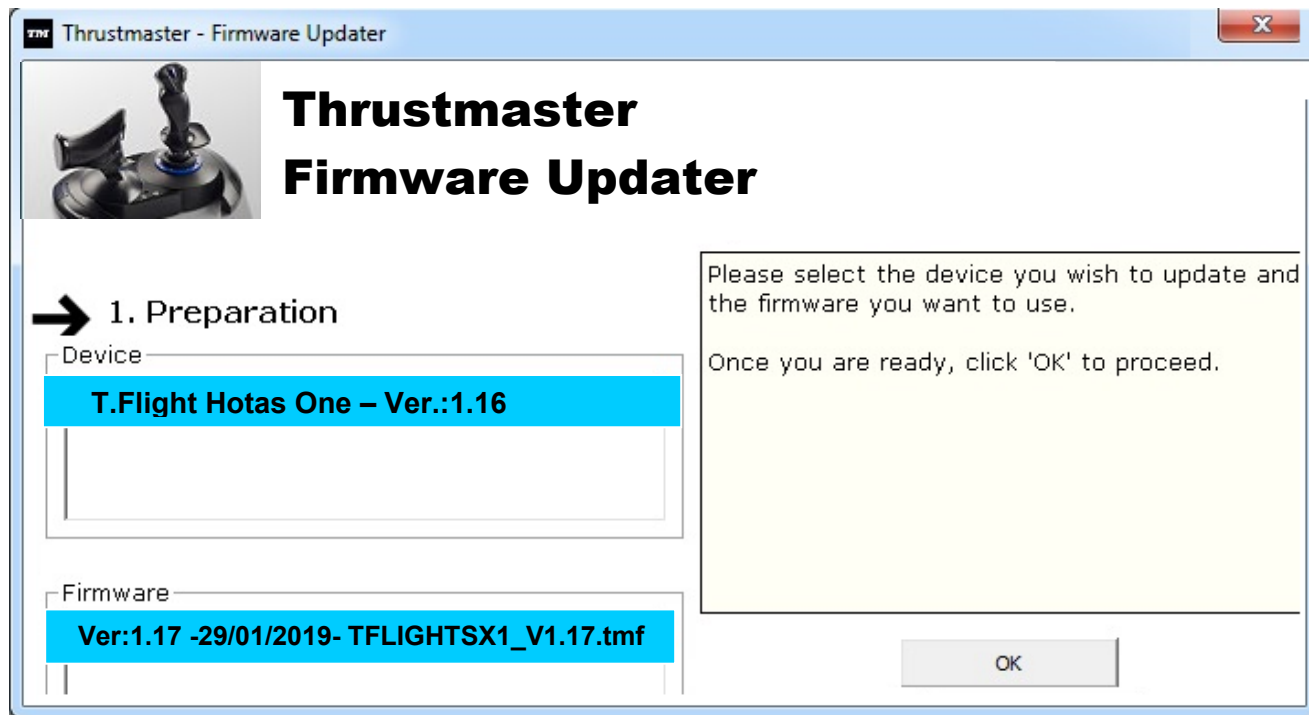 Thrustmaster - Firmware Updater
Thrustmaster
Firmware Updater
1. Preparation
Device
T.Flight Hotas One – Ver.:1.16
Firmware
Ver:1.17 -29/01/2019- TFLIGHTSX1_V1.17.tmf
Please select the device you wish to update and
the firmware you want to use.
Once you are ready, click 'OK' to proceed.
OK